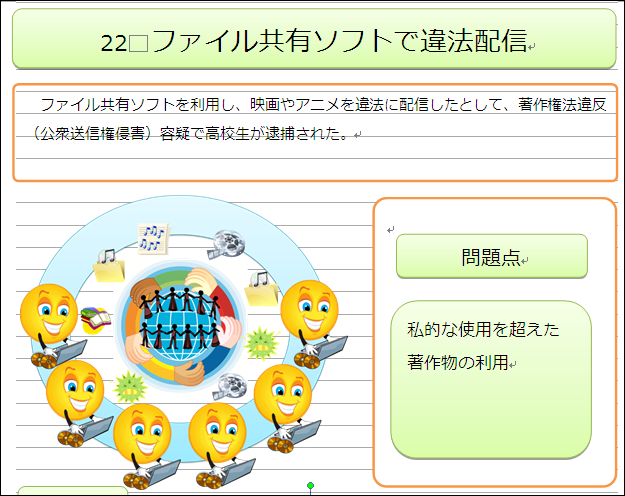 22□ファイル共有ソフトで違法配信
ファイル共有ソフトを利用し、映画やアニメを違法に配信したとして、著作権法違反
（公衆送信権侵害）容疑で高校生が逮捕された。
問題点
私的な使用を超えた
著作物の利用